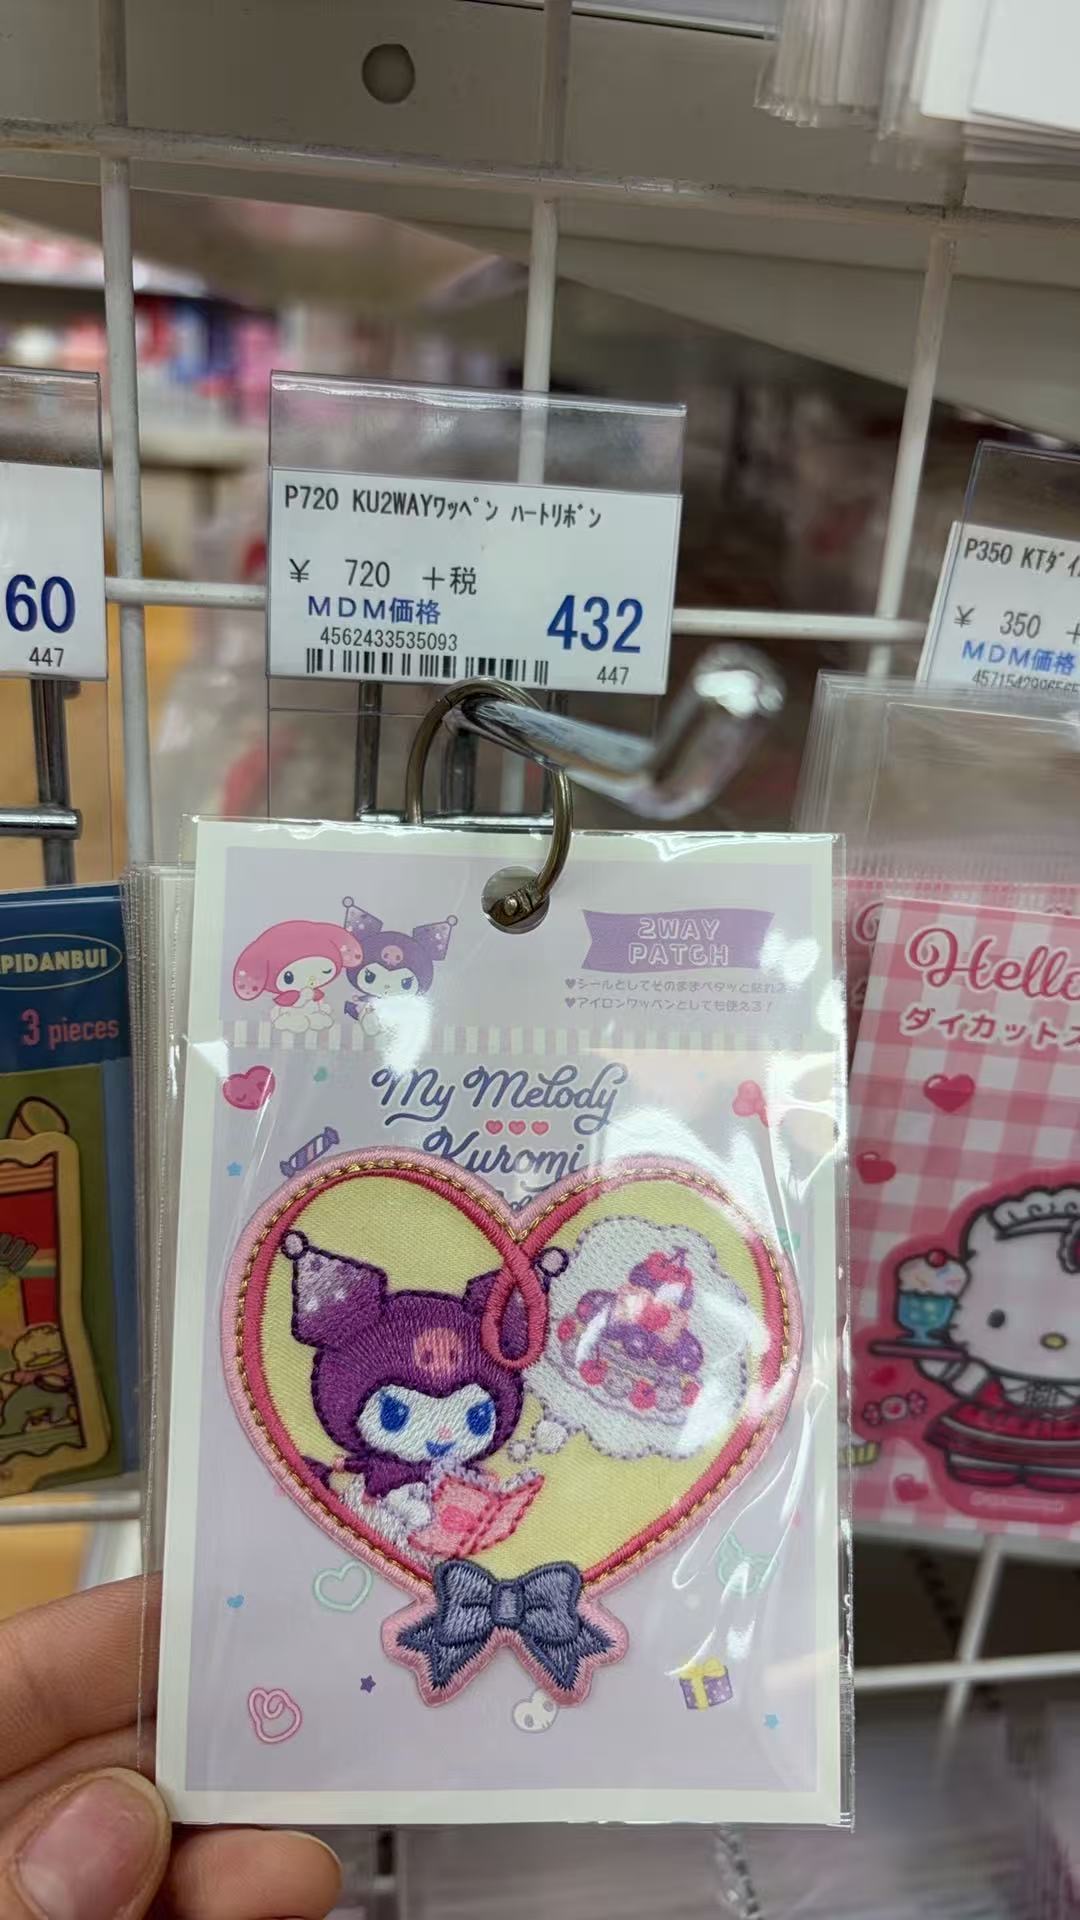 P720 KU2WAYワッペン ハートリボン
¥ 720 +税
MDM価格
432
4562433535093
447
60
447
P350 KTダイ
¥ 350 +
MDM価格
2WAY
PATCH
♥シールとしてそのままペタッと貼れる
♥アイロンワッペンとしても使える!
My Melody
♥♥♥
Kuromi
PIDANBUI
3 pieces
Hello
ダイカットス